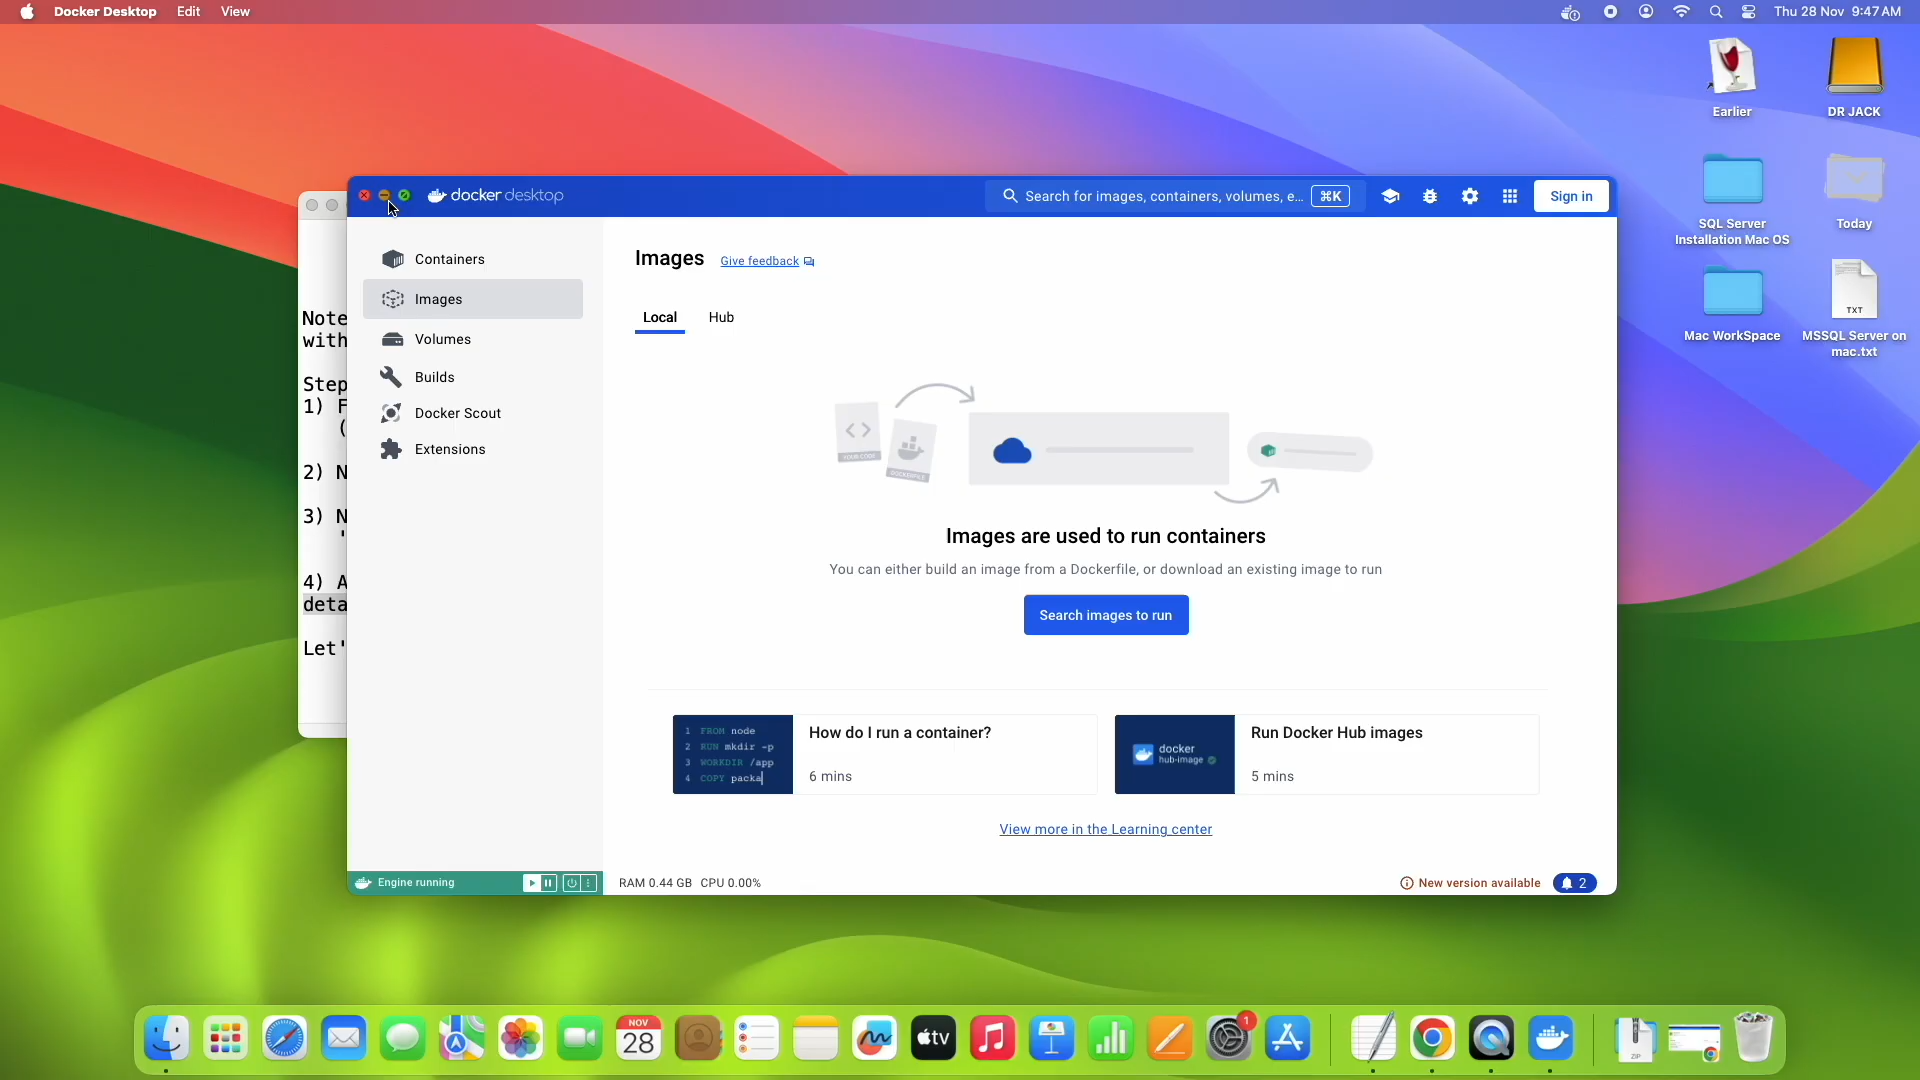 Docker Desktop Edit View
Thu 28 Nov 9:47 AM
Earlier
DR JACK
SQL Server
Installation Mac OS
Today
Mac WorkSpace
TXT
MSSQL Server on
mac.txt
docker desktop
Search for images, containers, volumes, e... ⌘K
Sign in
Containers
Images
Volumes
Builds
Docker Scout
Extensions
Images Give feedback
Local Hub
YOUR CODE
DOCKERFILE
Images are used to run containers
You can either build an image from a Dockerfile, or download an existing image to run
Search images to run
1 FROM node
2 RUN mkdir -p
3 WORKDIR /app
4 COPY packa
How do I run a container?
6 mins
docker
hub-image
Run Docker Hub images
5 mins
View more in the Learning center
Engine running
RAM 0.44 GB CPU 0.00%
New version available
2
Note
with
Step
1) F
(
2) N
3) N
'
4) A
deta
Let'
NOV
28
tv
1
ZIP